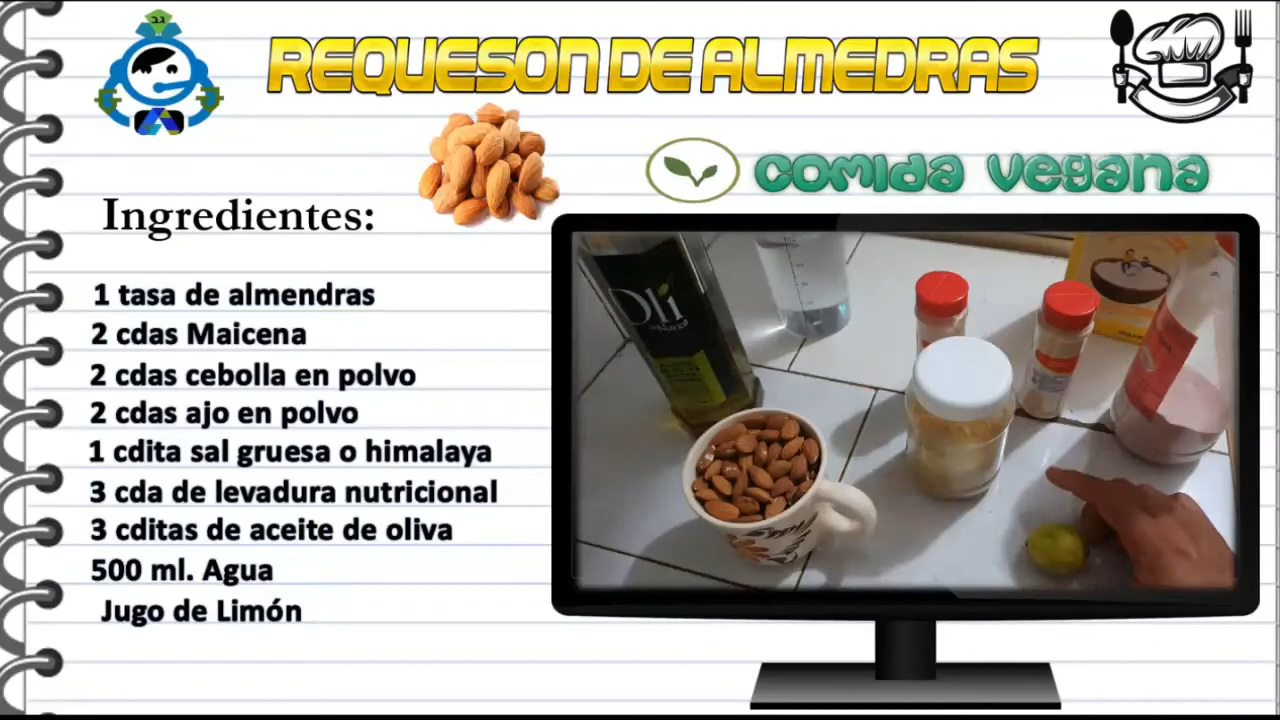 REQUESON DE ALMEDRAS
COMIDA VEGANA
Ingredientes:
1 tasa de almendras
2 cdas Maicena
2 cdas cebolla en polvo
2 cdas ajo en polvo
1 cdita sal gruesa o himalaya
3 cda de levadura nutricional
3 cditas de aceite de oliva
500 ml. Agua
Jugo de Limón
Oli